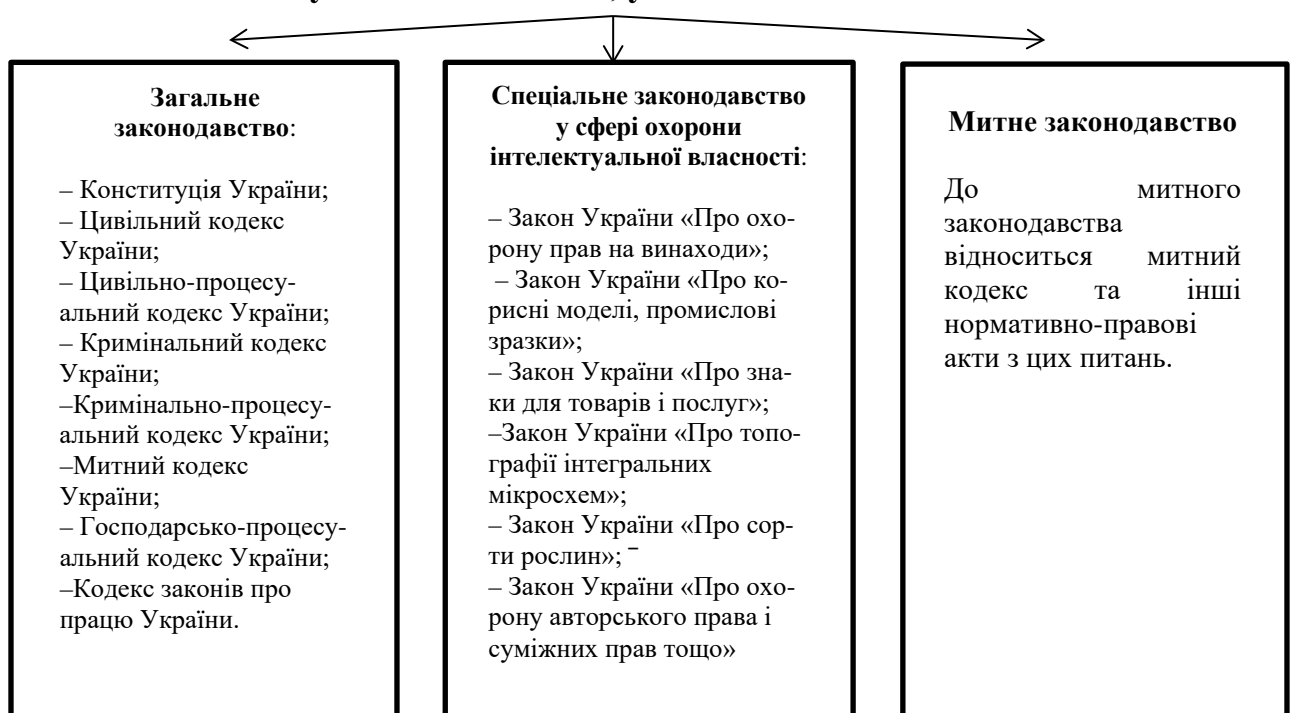 Загальне
законодавство:
– Конституція України;
– Цивільний кодекс
України;
– Цивільно-процесу-
альний кодекс України;
– Кримінальний кодекс
України;
–Кримінально-процесу-
альний кодекс України;
–Митний кодекс
України;
– Господарсько-процесу-
альний кодекс України;
–Кодекс законів про
працю України.
Спеціальне законодавство
у сфері охорони
інтелектуальної власності:
– Закон України «Про охо-
рону прав на винаходи»;
– Закон України «Про ко-
рисні моделі, промислові
зразки»;
– Закон України «Про зна-
ки для товарів і послуг»;
–Закон України «Про топо-
графії інтегральних
мікросхем»;
– Закон України «Про сор-
ти рослин»; –
– Закон України «Про охо-
рону авторського права і
суміжних прав тощо»
Митне законодавство
До митного
законодавства
відноситься митний
кодекс та інші
нормативно-правові
акти з цих питань.